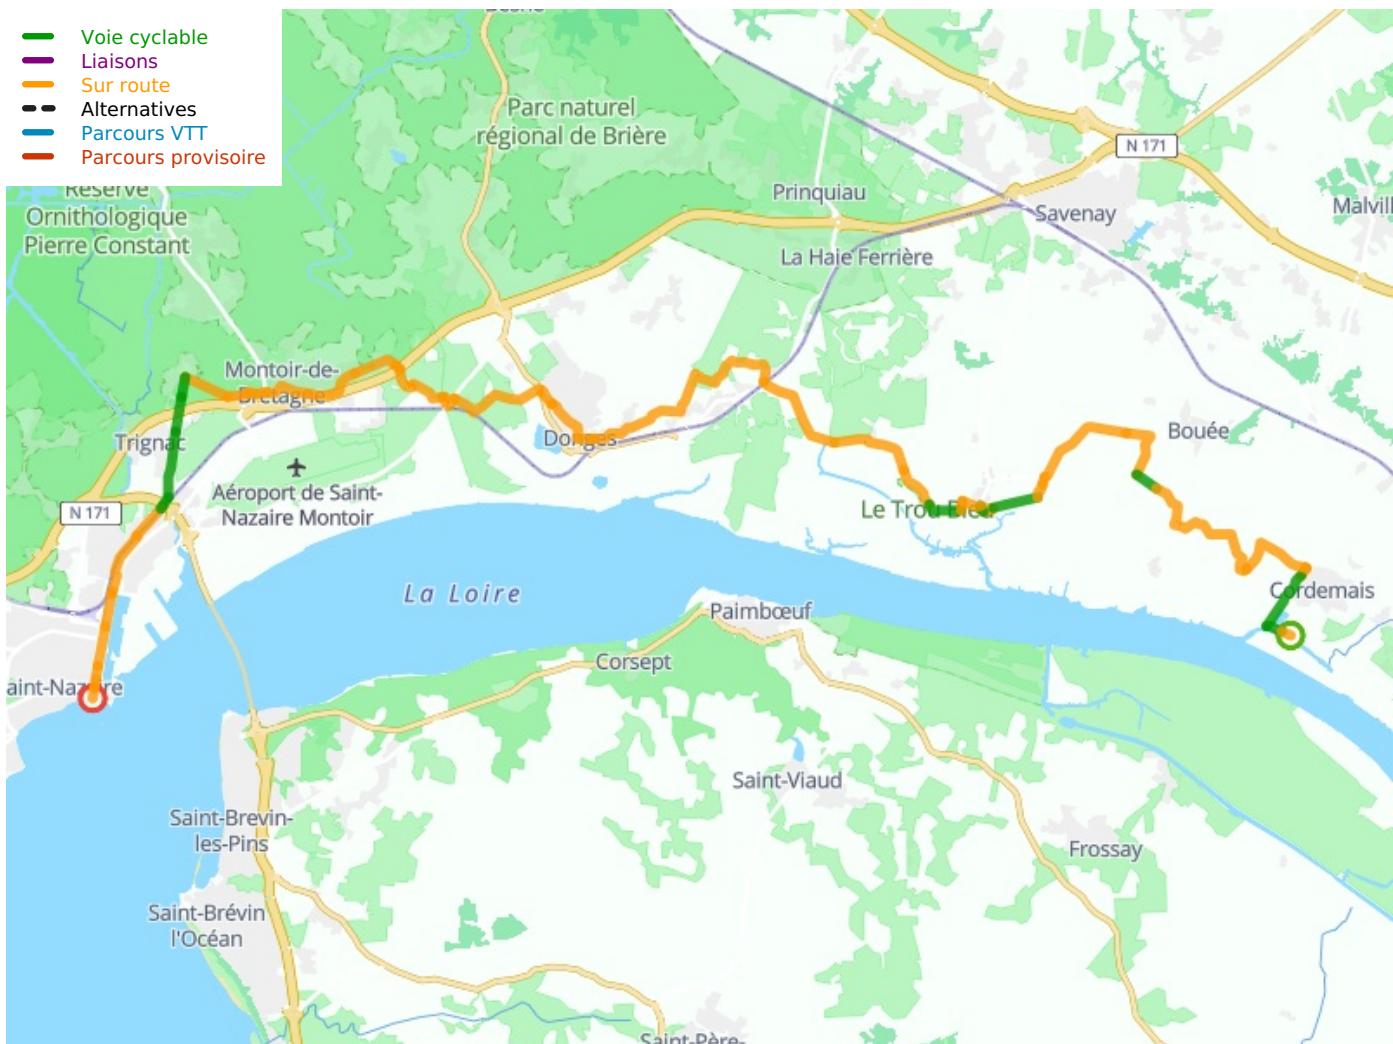 Voie cyclable
Liaisons
Sur route
Alternatives
Parcours VTT
Parcours provisoire
Parc naturel
régional de Brière
N 171
Prinquiau
Savenay
La Haie Ferrière
Ornithologique
Pierre Constant
Montoir-de-
Bretagne
Trignac
Donges
Bouée
Aéroport de Saint-
Nazaire Montoir
N 171
Le Trou Bleu
La Loire
Cordemais
Paimbœuf
Corsept
aint-Nazaire
Saint-Viaud
Saint-Brevin-
les-Pins
Frossay
Saint-Brévin
l'Océan
Saint-Père-